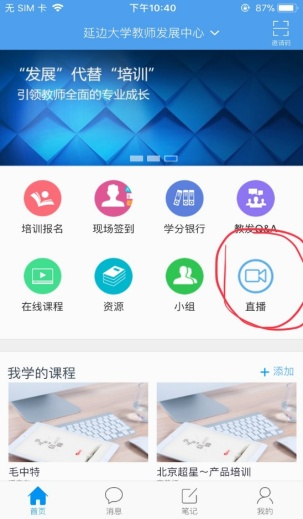 无 SIM 卡
下午10:40
87%
延边大学教师发展中心
邀请码
“发展”代替“培训”
引领教师全面的专业成长
培训报名
现场签到
学分银行
教发Q&A
在线课程
资源
小组
直播
我学的课程
+ 添加
毛中特
北京超星～产品培训
首页
消息
笔记
我的